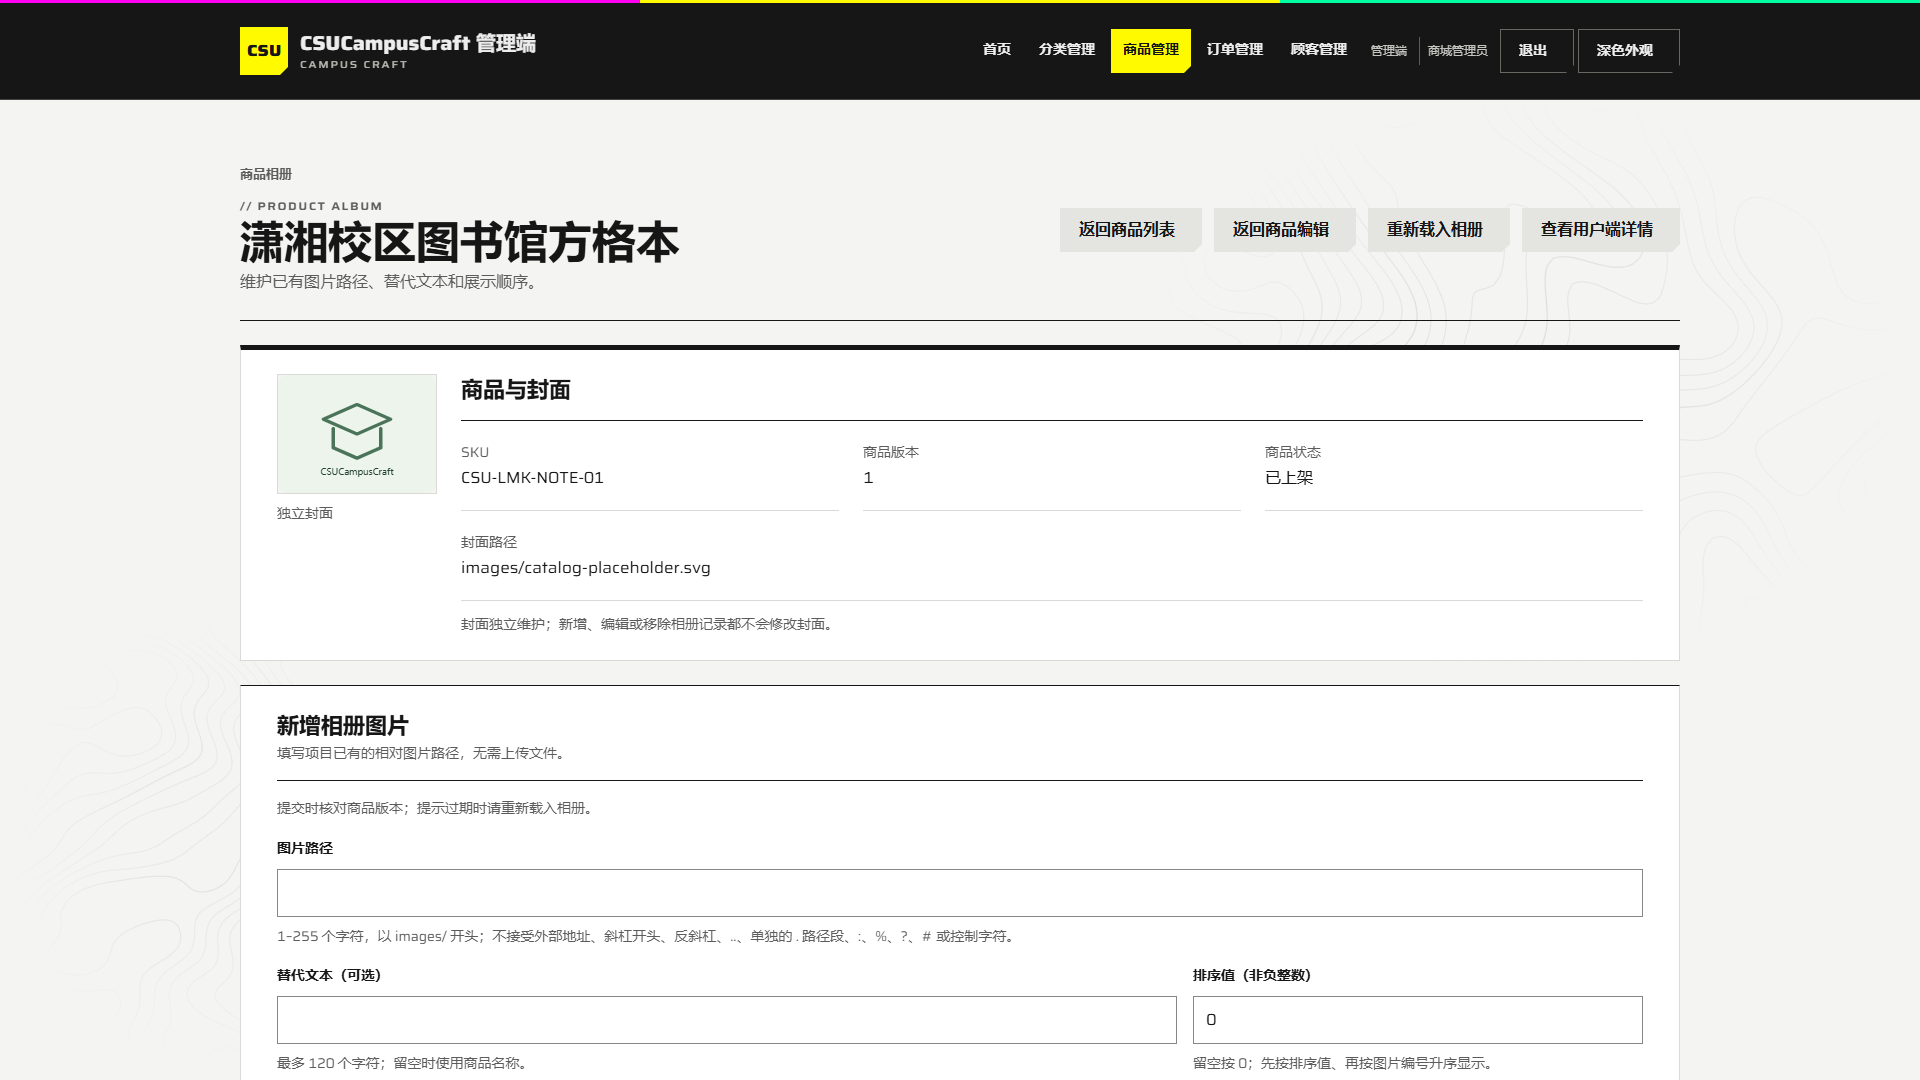 CSU
CSUCampusCraft 管理端
CAMPUS CRAFT
首页
分类管理
商品管理
订单管理
顾客管理
管理端
商城管理员
退出
深色外观
商品相册
// PRODUCT ALBUM
潇湘校区图书馆方格本
维护已有图片路径、替代文本和展示顺序。
返回商品列表
返回商品编辑
重新载入相册
查看用户端详情
CSUCampusCraft
独立封面
商品与封面
SKU
CSU-LMK-NOTE-01
商品版本
1
商品状态
已上架
封面路径
images/catalog-placeholder.svg
封面独立维护；新增、编辑或移除相册记录都不会修改封面。
新增相册图片
填写项目已有的相对图片路径，无需上传文件。
提交时核对商品版本；提示过期时请重新载入相册。
图片路径
1–255 个字符，以 images/ 开头；不接受外部地址、斜杠开头、反斜杠、..、单独的 . 路径段、:、%、?、# 或控制字符。
替代文本（可选）
最多 120 个字符；留空时使用商品名称。
排序值（非负整数）
0
留空按 0；先按排序值、再按图片编号升序显示。